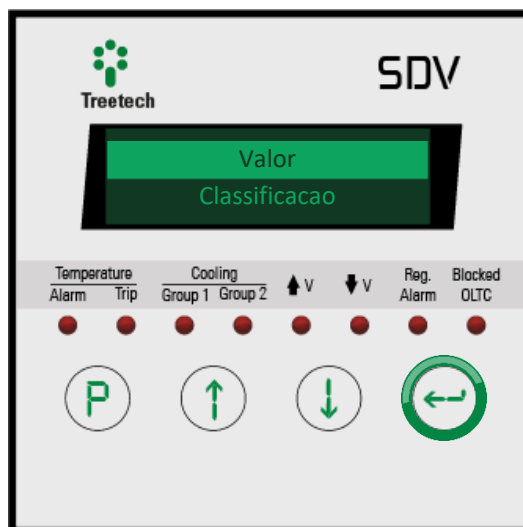 SDV
Treetech
Valor
Classificacao
Temperature Cooling Reg. Blocked
Alarm Trip Group 1 Group 2 V V Alarm OLTC
P